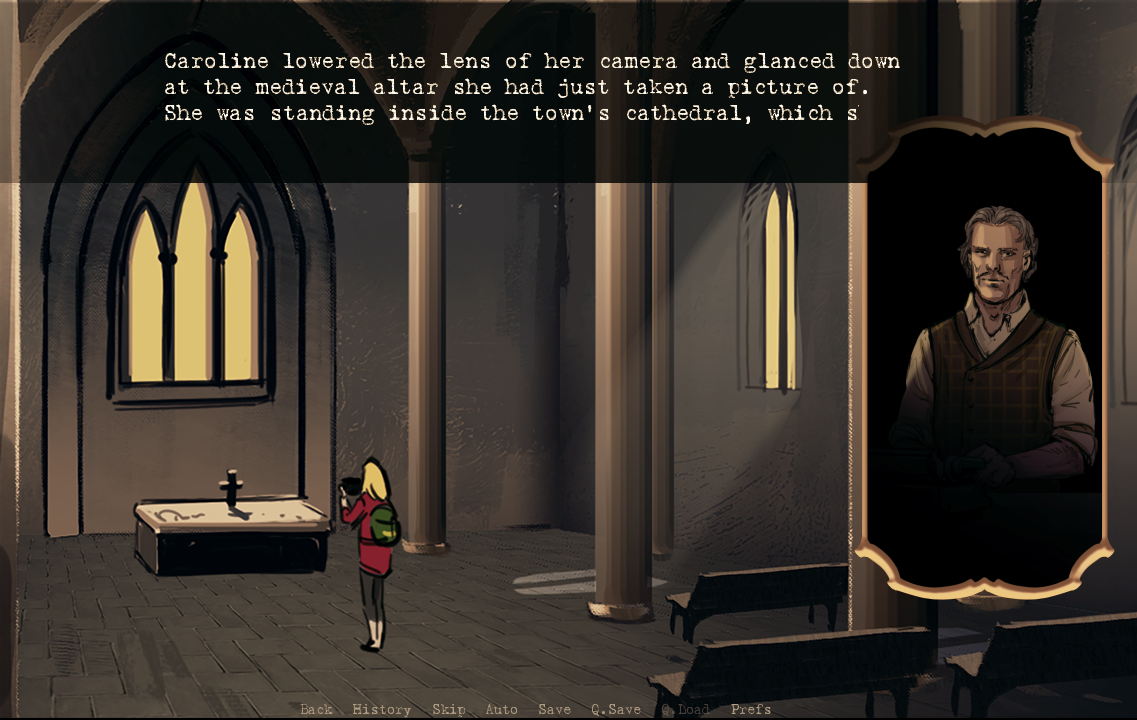 Caroline lowered the lens of her camera and glanced down
at the medieval altar she had just taken a picture of.
She was standing inside the town's cathedral, which s
Back History Skip Auto Save Q.Save Q.Load Prefs